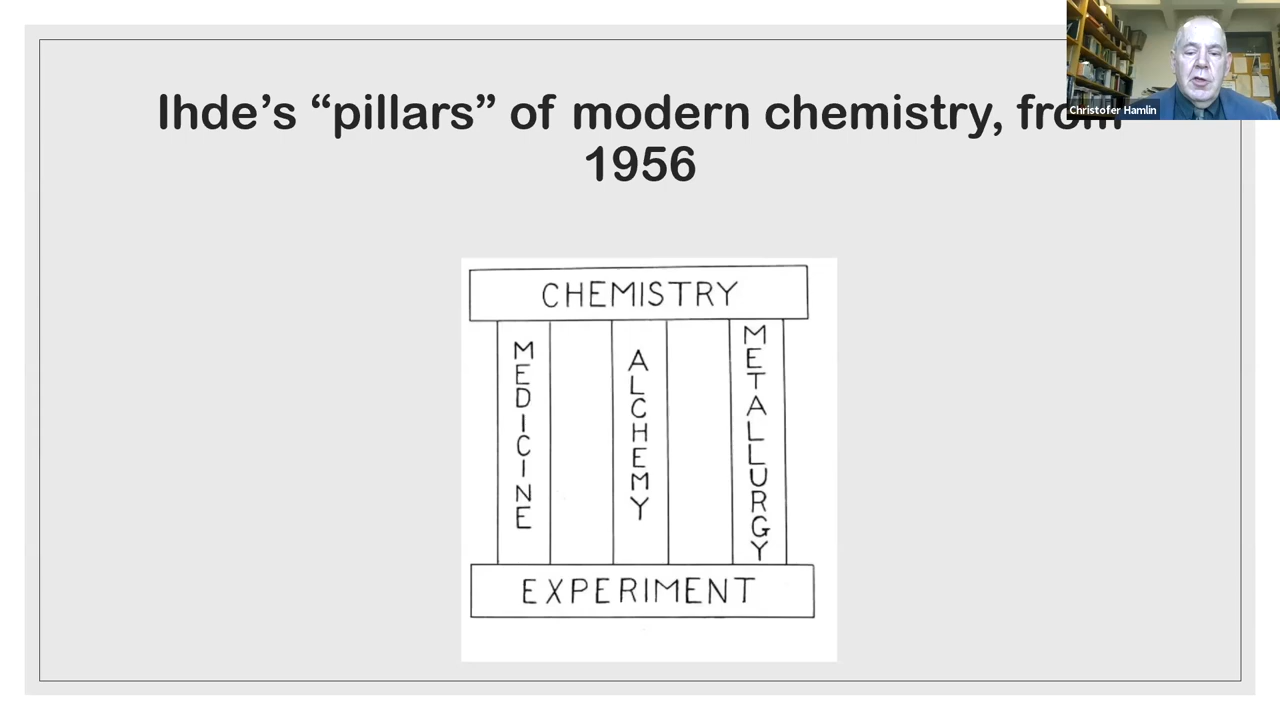 Ihde’s “pillars” of modern chemistry, from
1956
Christofer Hamlin
CHEMISTRY
MEDICINE
ALCHEMY
METALLURGY
EXPERIMENT